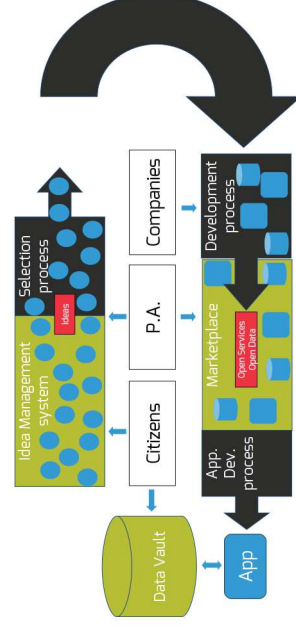 Idea Management
system
Selection
process
Ideas
Citizens
P.A.
Companies
Data Vault
App
App.
Dev.
process
Marketplace
Open Services
Open Data
Development
process